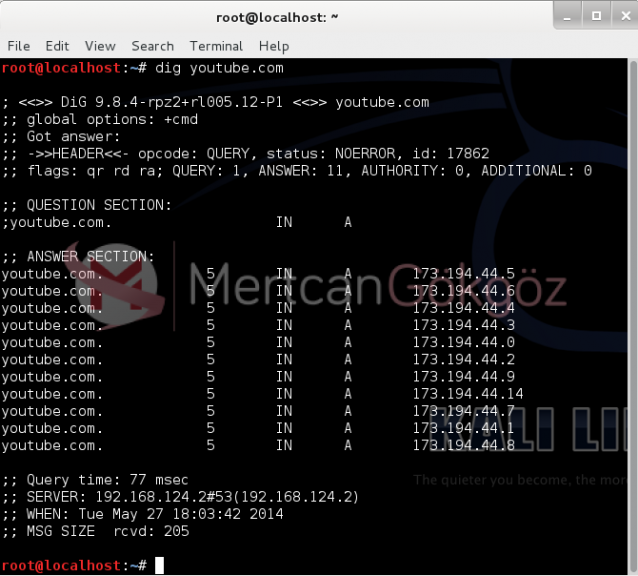 root@localhost: ~
File Edit View Search Terminal Help
root@localhost:~# dig youtube.com
; <<>> DiG 9.8.4-rpz2+rl005.12-P1 <<>> youtube.com
;; global options: +cmd
;; Got answer:
;; ->>HEADER<<- opcode: QUERY, status: NOERROR, id: 17862
;; flags: qr rd ra; QUERY: 1, ANSWER: 11, AUTHORITY: 0, ADDITIONAL: 0
;; QUESTION SECTION:
;youtube.com. IN A
;; ANSWER SECTION:
youtube.com. 5 IN A 173.194.44.5
youtube.com. 5 IN A 173.194.44.6
youtube.com. 5 IN A 173.194.44.4
youtube.com. 5 IN A 173.194.44.3
youtube.com. 5 IN A 173.194.44.0
youtube.com. 5 IN A 173.194.44.2
youtube.com. 5 IN A 173.194.44.9
youtube.com. 5 IN A 173.194.44.14
youtube.com. 5 IN A 173.194.44.7
youtube.com. 5 IN A 173.194.44.1
youtube.com. 5 IN A 173.194.44.8
MertcanGökgöz
KALI LI
;; Query time: 77 msec
The quieter you become, the mor
;; SERVER: 192.168.124.2#53(192.168.124.2)
;; WHEN: Tue May 27 18:03:42 2014
;; MSG SIZE rcvd: 205
root@localhost:~#